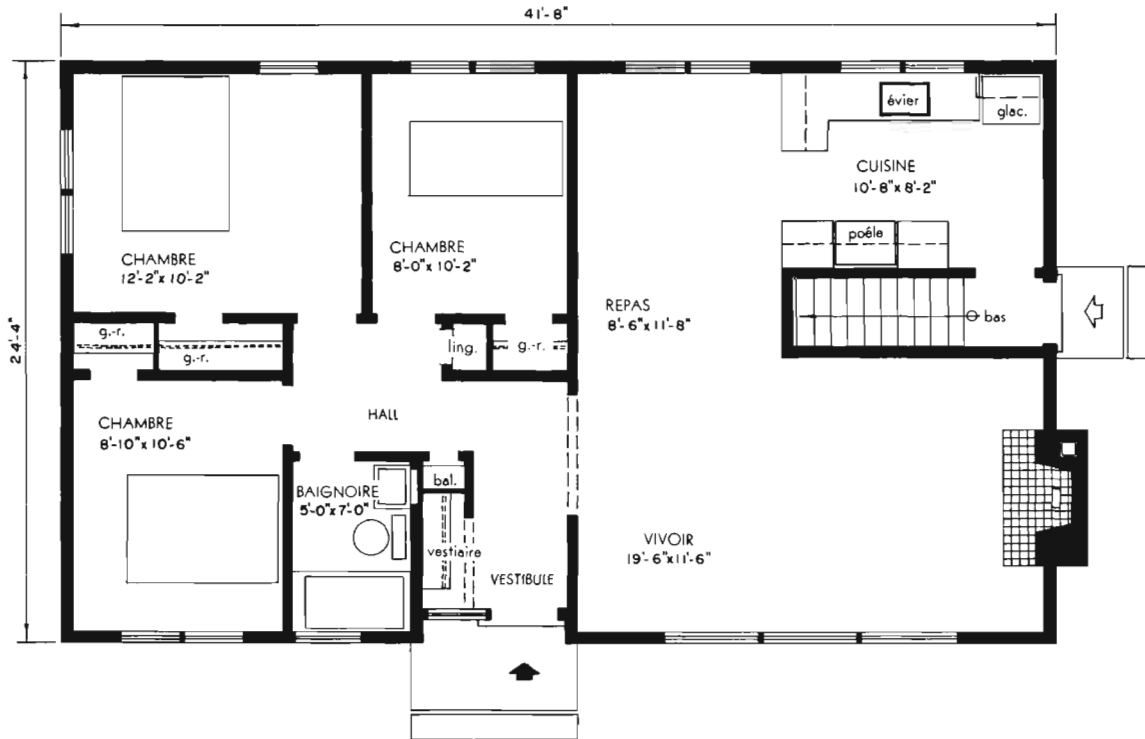 41'-8"
évier
glac.
CUISINE
10'-8"x 8'-2"
CHAMBRE
12'-2"x 10'-2"
CHAMBRE
8'-0"x 10'-2"
poéle
24'-4"
REPAS
8'-6"x 11'-8"
bas
g.-r.
g.-r.
ling.
g.-r.
CHAMBRE
8'-10"x 10'-6"
HALL
bal.
BAIGNOIRE
5'-0"x 7'-0"
vestiaire
VESTIBULE
VIVOIR
19'-6"x 11'-6"